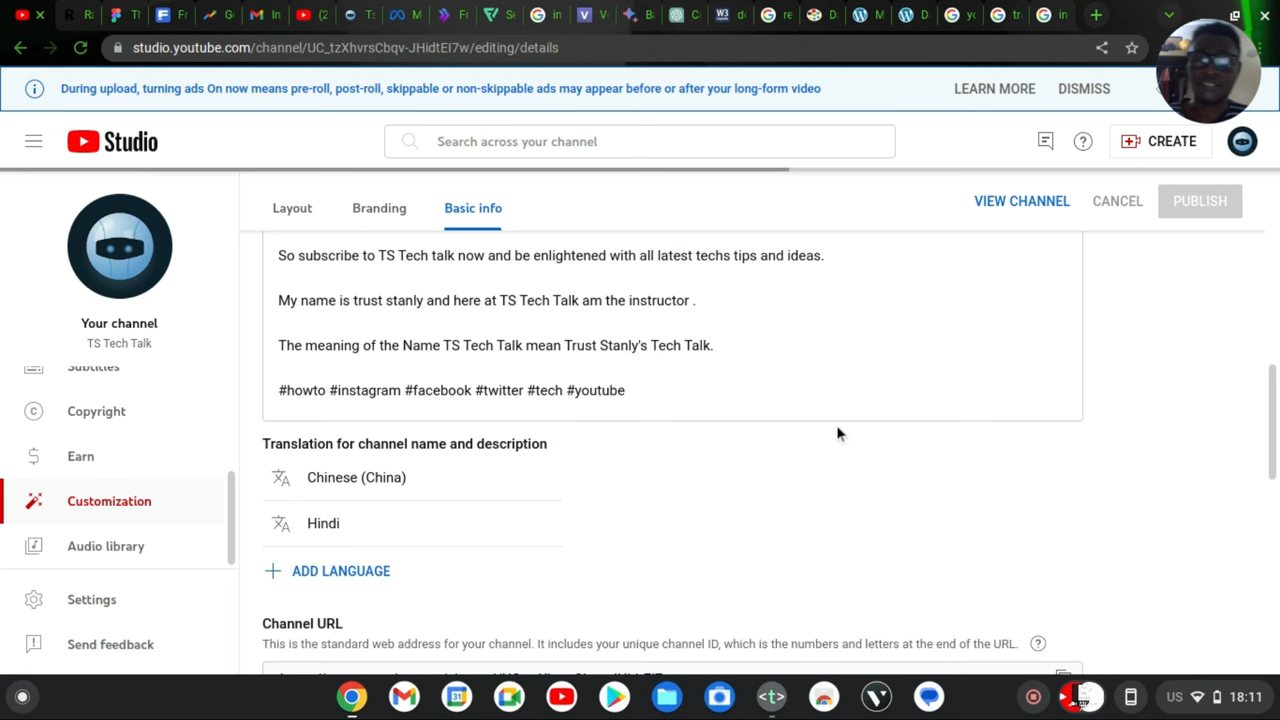 studio.youtube.com/channel/UC_tzXhvrsCbqv-JHidtEI7w/editing/details
During upload, turning ads On now means pre-roll, post-roll, skippable or non-skippable ads may appear before or after your long-form video
LEARN MORE
DISMISS
Studio
Search across your channel
CREATE
Layout
Branding
Basic info
VIEW CHANNEL
CANCEL
PUBLISH
So subscribe to TS Tech talk now and be enlightened with all latest techs tips and ideas.
My name is trust stanly and here at TS Tech Talk am the instructor .
The meaning of the Name TS Tech Talk mean Trust Stanly's Tech Talk.
#howto #instagram #facebook #twitter #tech #youtube
Your channel
TS Tech Talk
Subtitles
Copyright
Earn
Customization
Audio library
Settings
Send feedback
Translation for channel name and description
Chinese (China)
Hindi
ADD LANGUAGE
Channel URL
This is the standard web address for your channel. It includes your unique channel ID, which is the numbers and letters at the end of the URL.
US
18:11